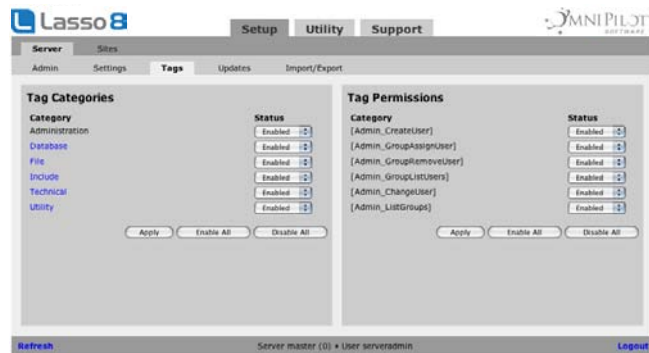 Lasso 8
OMNIPILOT
SOFTWARE
Setup Utility Support
Server Sites
Admin Settings Tags Updates Import/Export
Tag Categories
Category Status
Administration Enabled
Database Enabled
File Enabled
Include Enabled
Technical Enabled
Utility Enabled
Apply Enable All Disable All
Tag Permissions
Category Status
[Admin_CreateUser] Enabled
[Admin_GroupAssignUser] Enabled
[Admin_GroupRemoveUser] Enabled
[Admin_GroupListUsers] Enabled
[Admin_ChangeUser] Enabled
[Admin_ListGroups] Enabled
Apply Enable All Disable All
Refresh Server master (0) • User serveradmin Logout